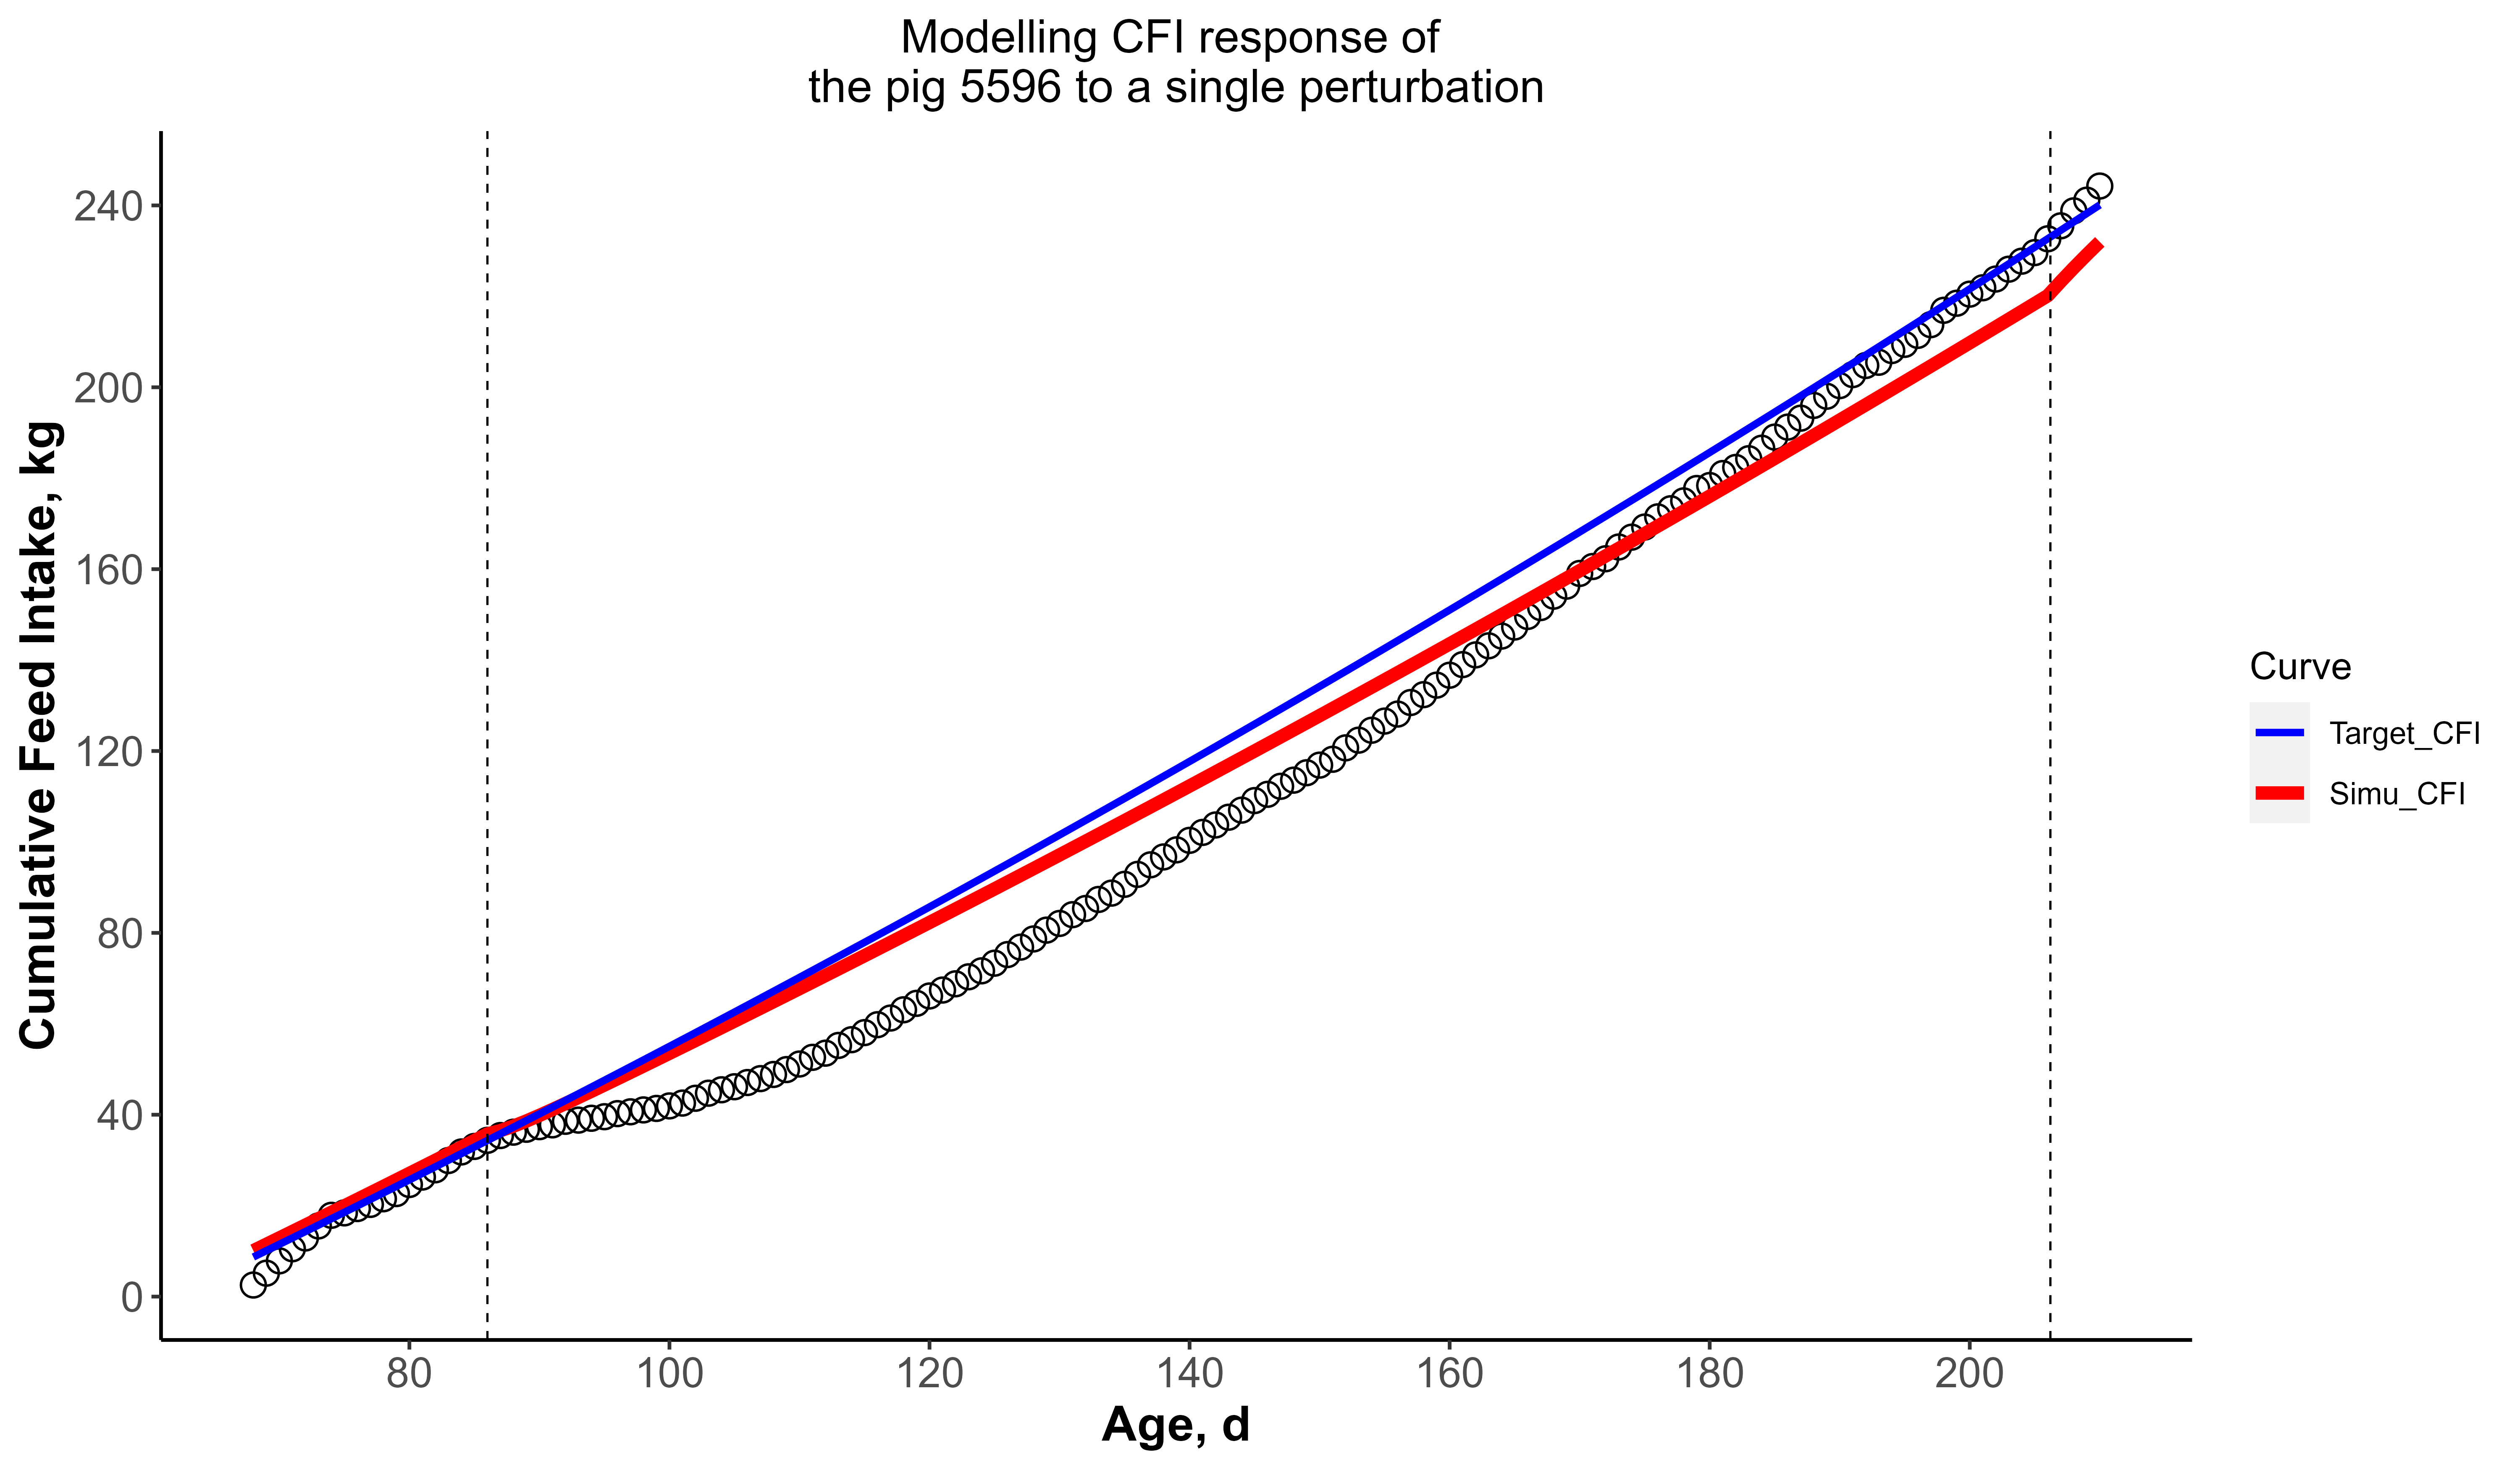 Modelling CFI response of
the pig 5596 to a single perturbation
Cumulative Feed Intake, kg
240
200
160
120
80
40
0
80 100 120 140 160 180 200
Age, d
Curve
Target_CFI
Simu_CFI